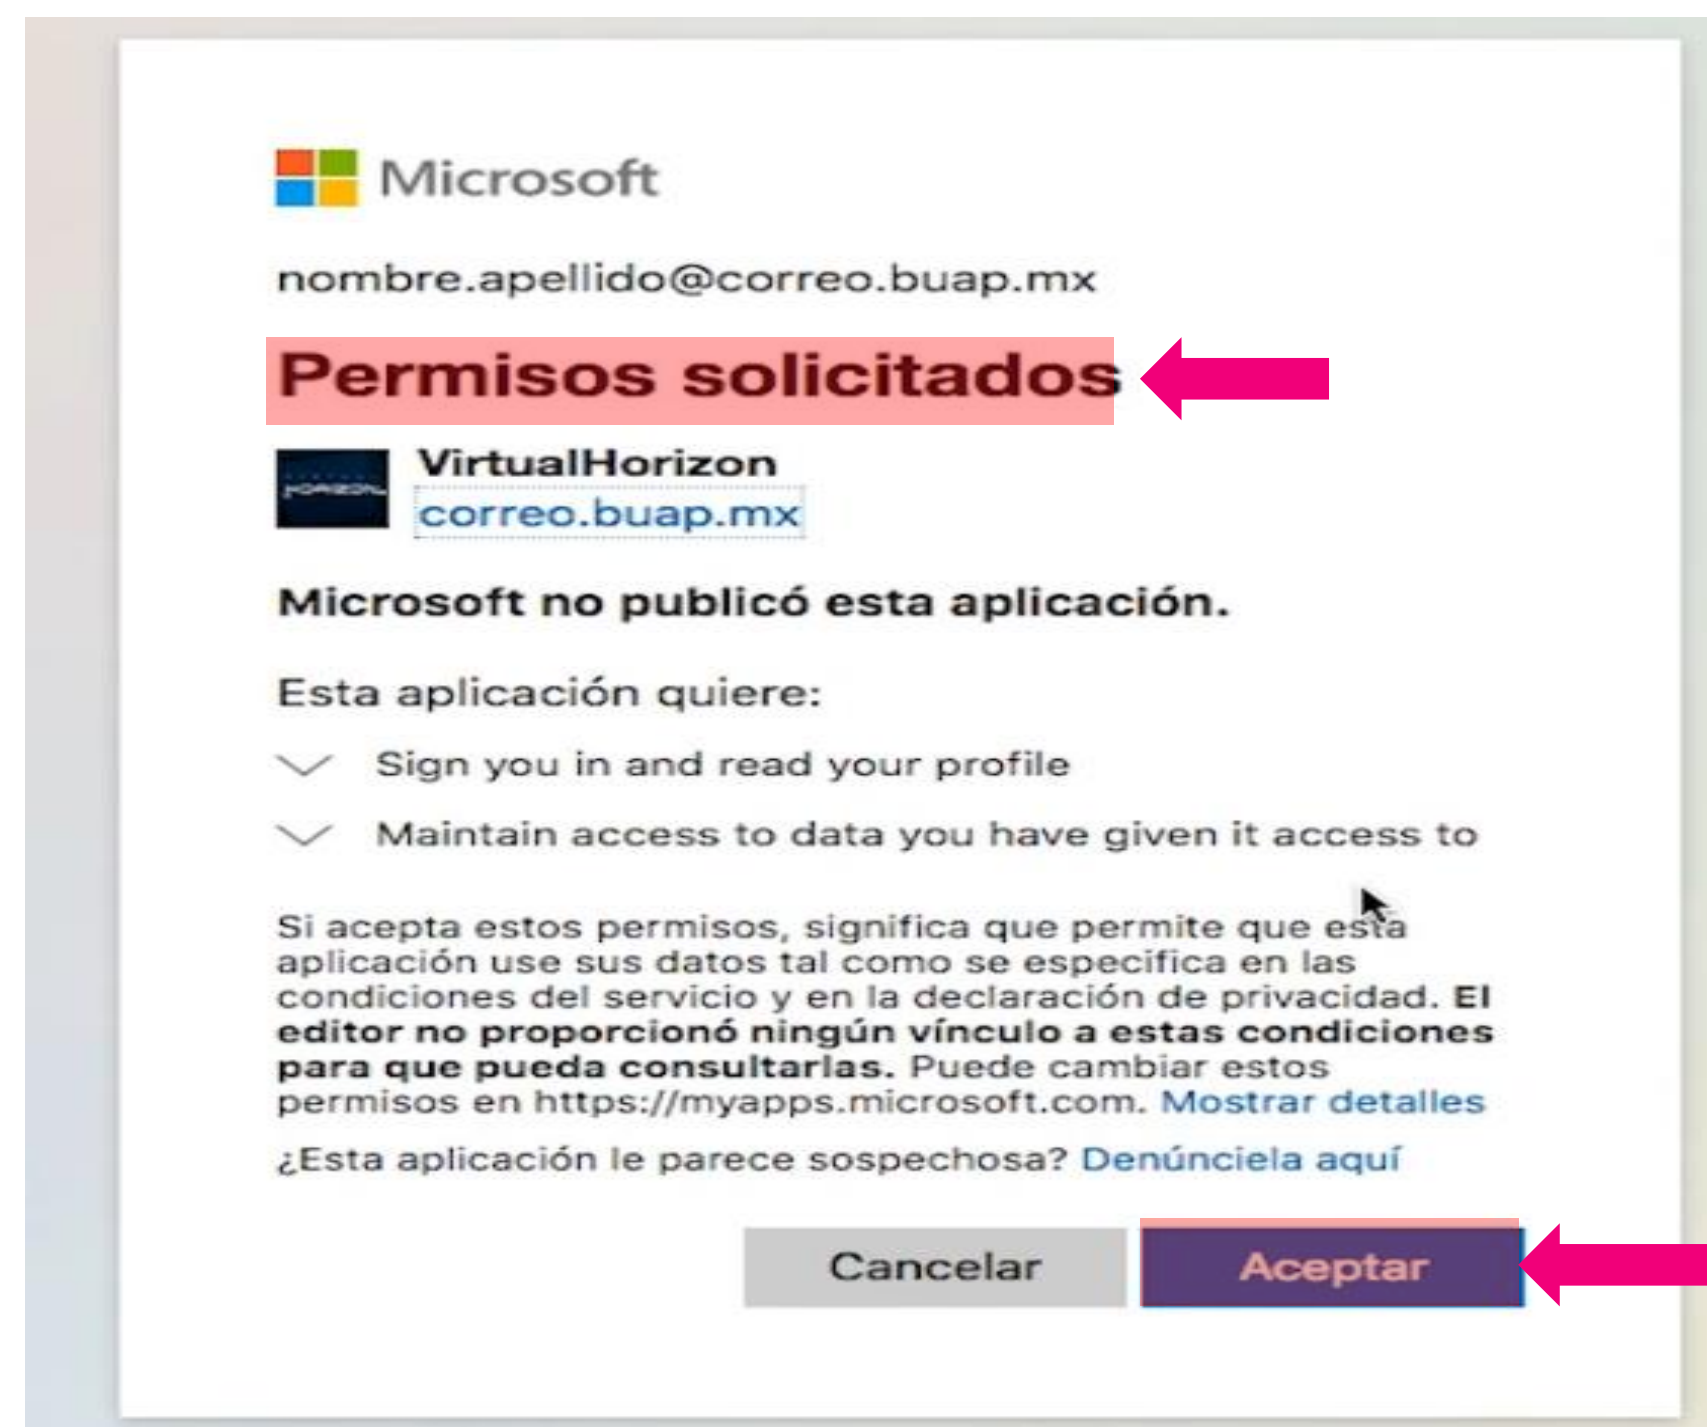 Microsoft
nombre.apellido@correo.buap.mx
Permisos solicitados
HORIZON
VirtualHorizon
correo.buap.mx
Microsoft no publicó esta aplicación.
Esta aplicación quiere:
Sign you in and read your profile
Maintain access to data you have given it access to
Si acepta estos permisos, significa que permite que esta
aplicación use sus datos tal como se especifica en las
condiciones del servicio y en la declaración de privacidad. El
editor no proporcionó ningún vínculo a estas condiciones
para que pueda consultarlas. Puede cambiar estos
permisos en https://myapps.microsoft.com. Mostrar detalles
¿Esta aplicación le parece sospechosa? Denúnciela aquí
Cancelar
Aceptar